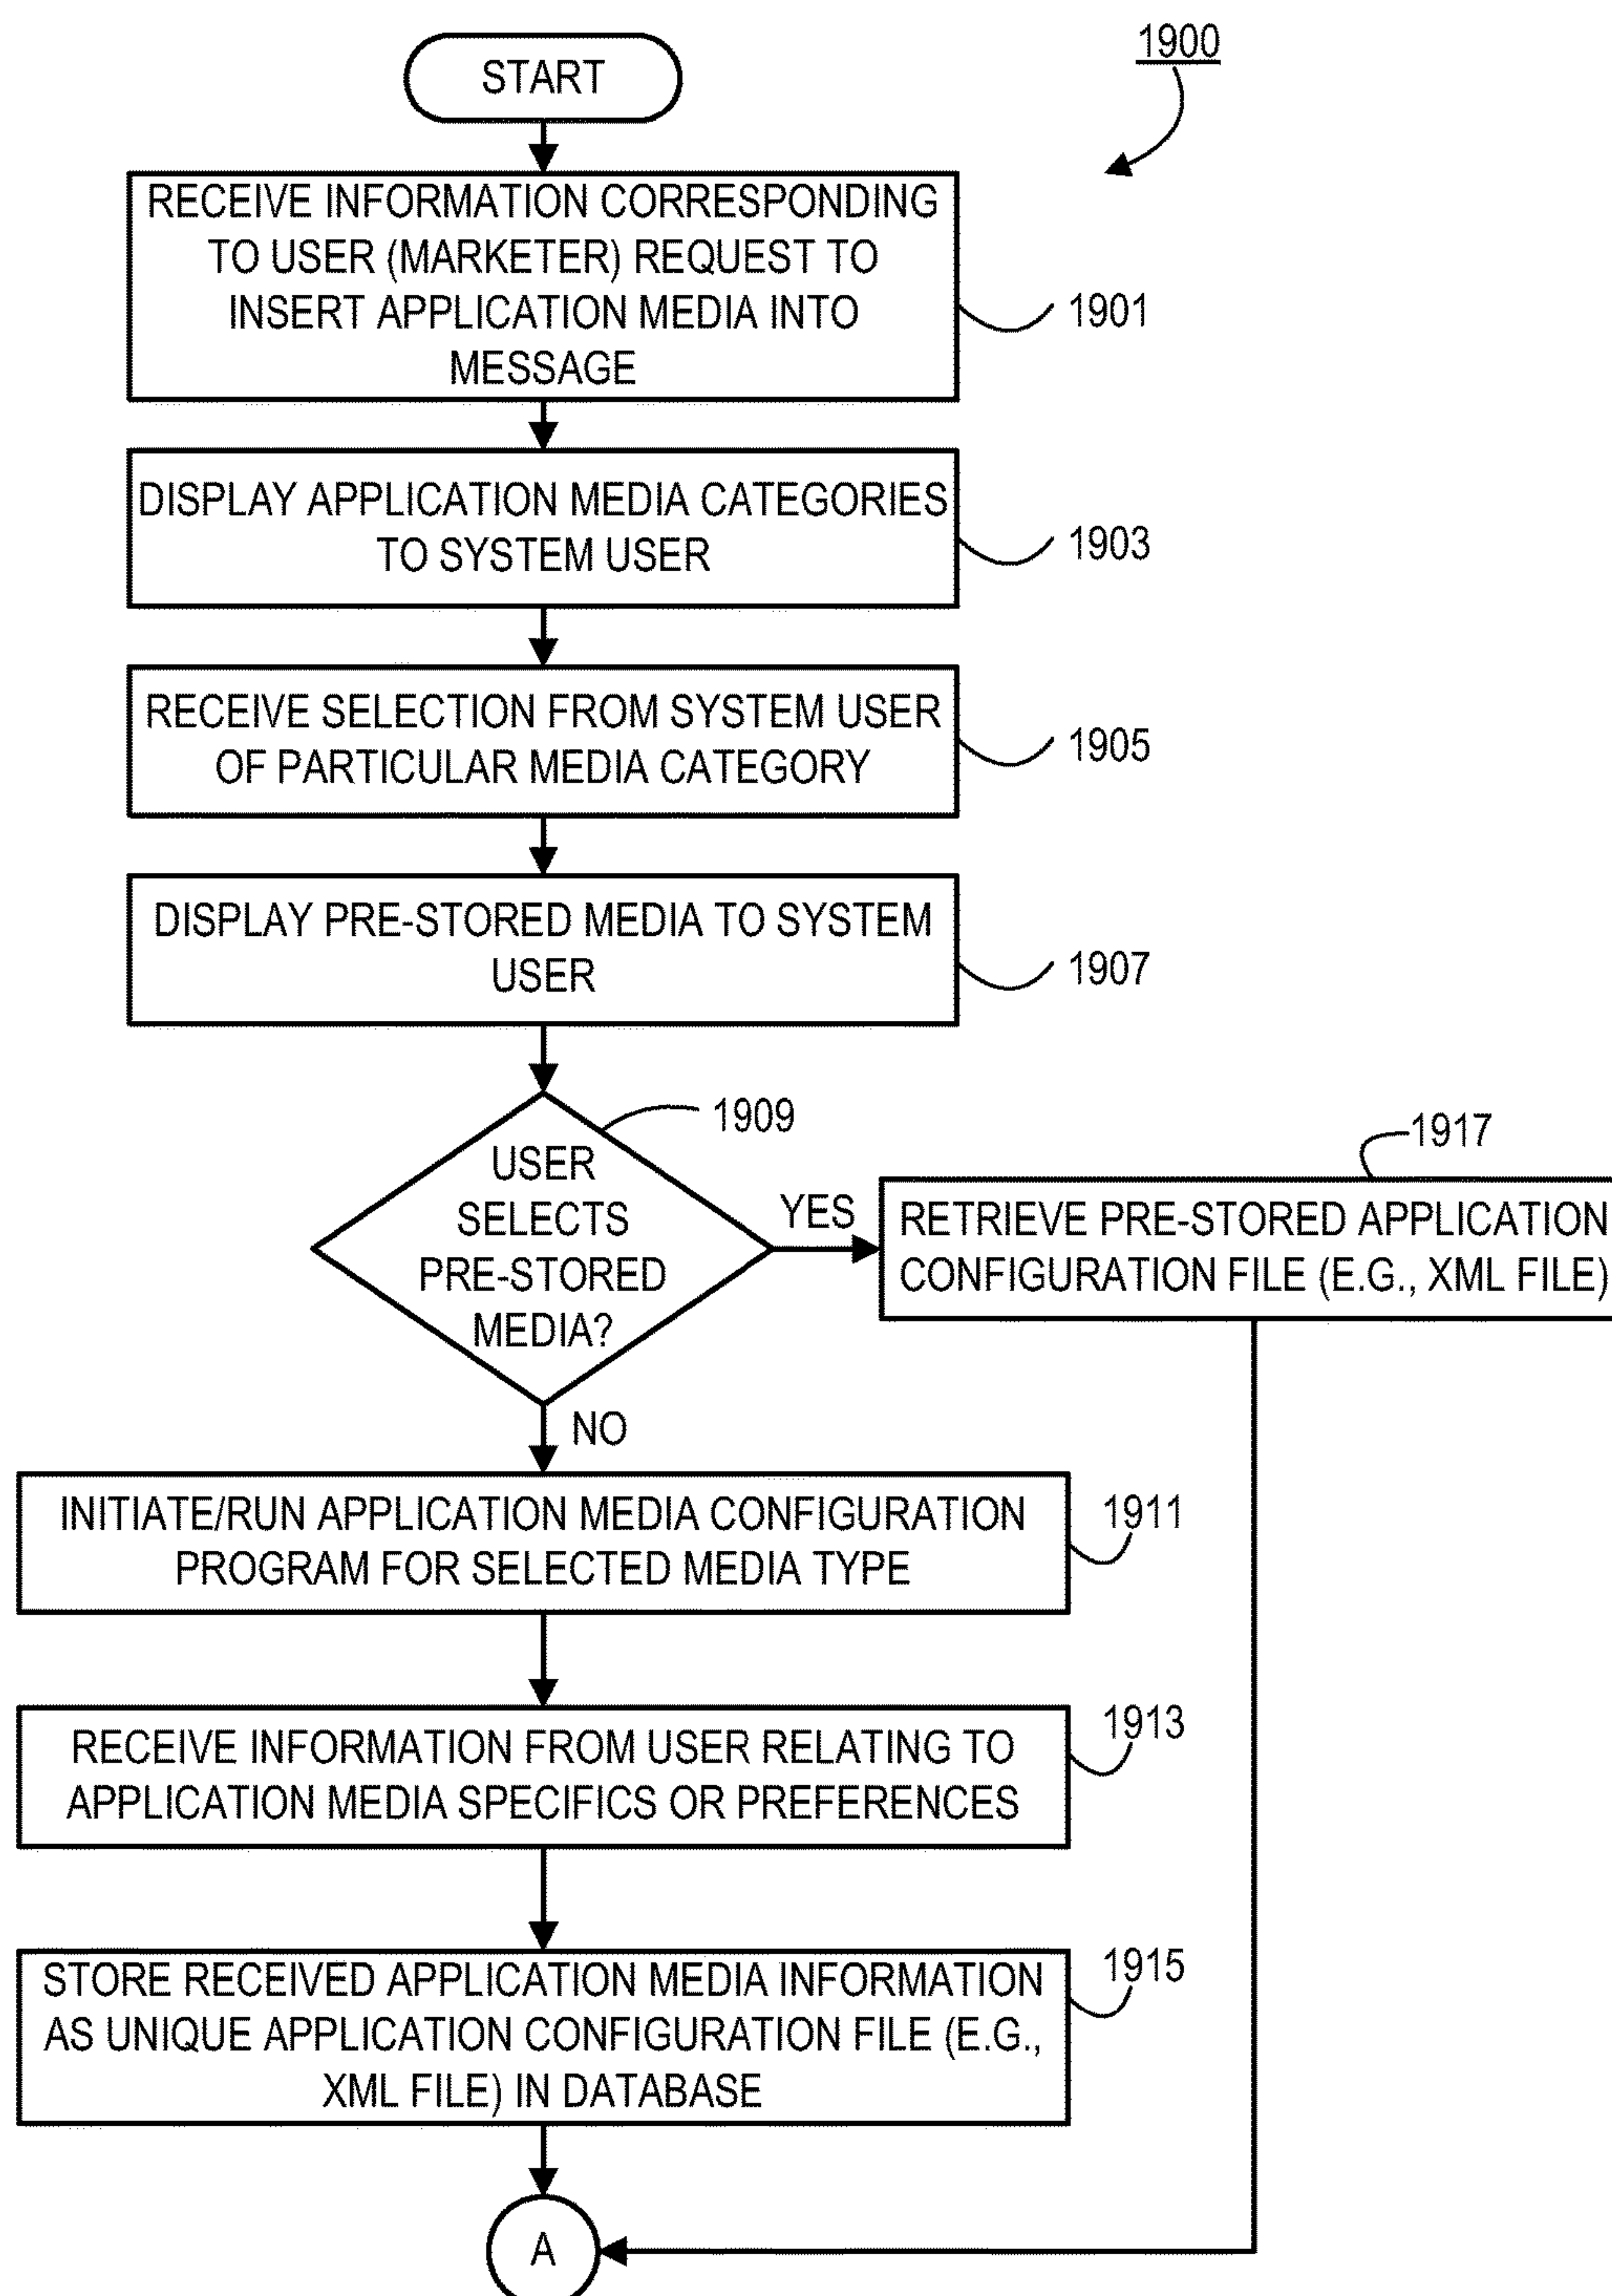 1900
START
RECEIVE INFORMATION CORRESPONDING
TO USER (MARKETER) REQUEST TO
INSERT APPLICATION MEDIA INTO
MESSAGE
1901
DISPLAY APPLICATION MEDIA CATEGORIES
TO SYSTEM USER
1903
RECEIVE SELECTION FROM SYSTEM USER
OF PARTICULAR MEDIA CATEGORY
1905
DISPLAY PRE-STORED MEDIA TO SYSTEM
USER
1907
1909
USER
SELECTS
PRE-STORED
MEDIA?
YES
1917
RETRIEVE PRE-STORED APPLICATION
CONFIGURATION FILE (E.G., XML FILE)
NO
INITIATE/RUN APPLICATION MEDIA CONFIGURATION
PROGRAM FOR SELECTED MEDIA TYPE
1911
RECEIVE INFORMATION FROM USER RELATING TO
APPLICATION MEDIA SPECIFICS OR PREFERENCES
1913
STORE RECEIVED APPLICATION MEDIA INFORMATION
AS UNIQUE APPLICATION CONFIGURATION FILE (E.G.,
XML FILE) IN DATABASE
1915
A